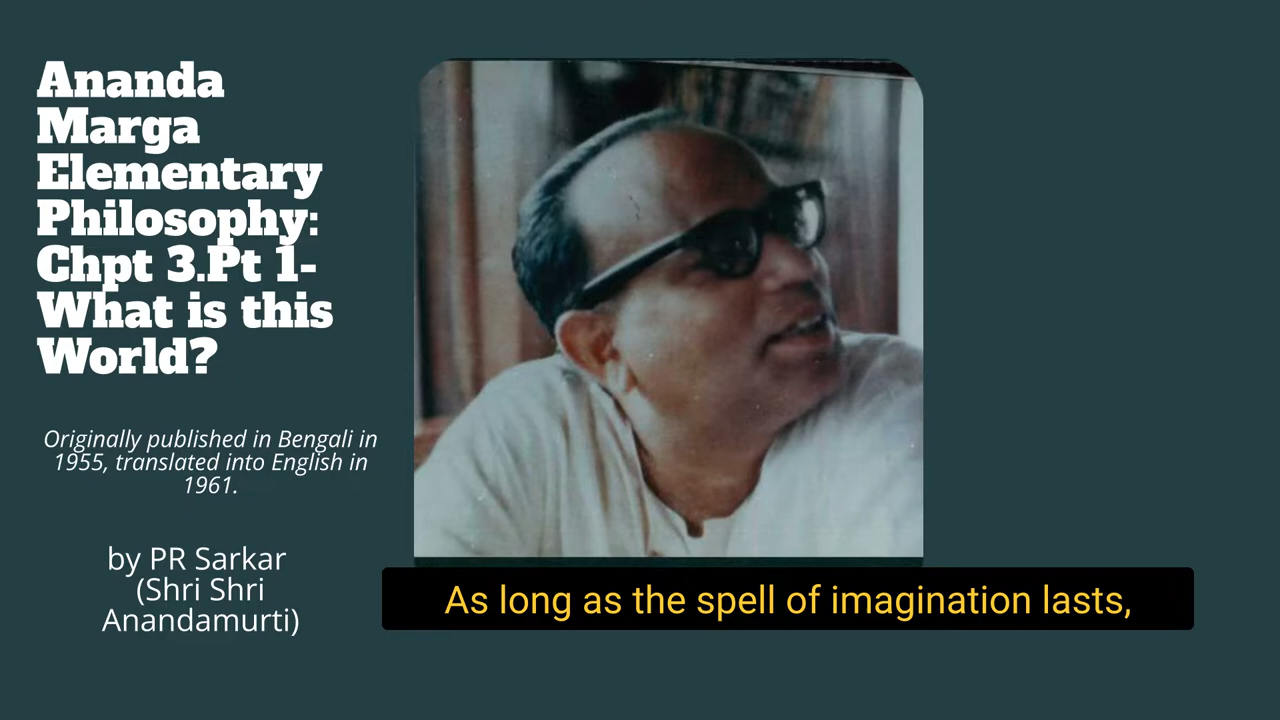 Ananda
Marga
Elementary
Philosophy:
Chpt 3.Pt 1-
What is this
World?
Originally published in Bengali in
1955, translated into English in
1961.
by PR Sarkar
(Shri Shri
Anandamurti)
As long as the spell of imagination lasts,